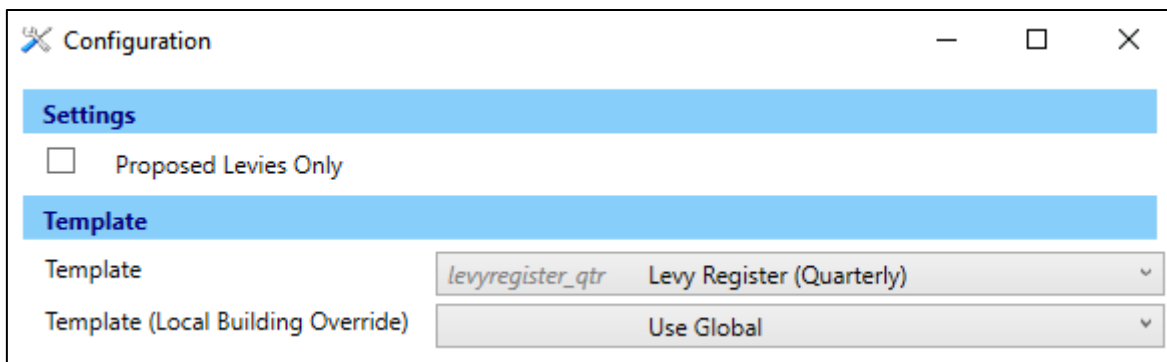 Configuration
Settings
Proposed Levies Only
Template
Template levyregister_qtr Levy Register (Quarterly)
Template (Local Building Override) Use Global